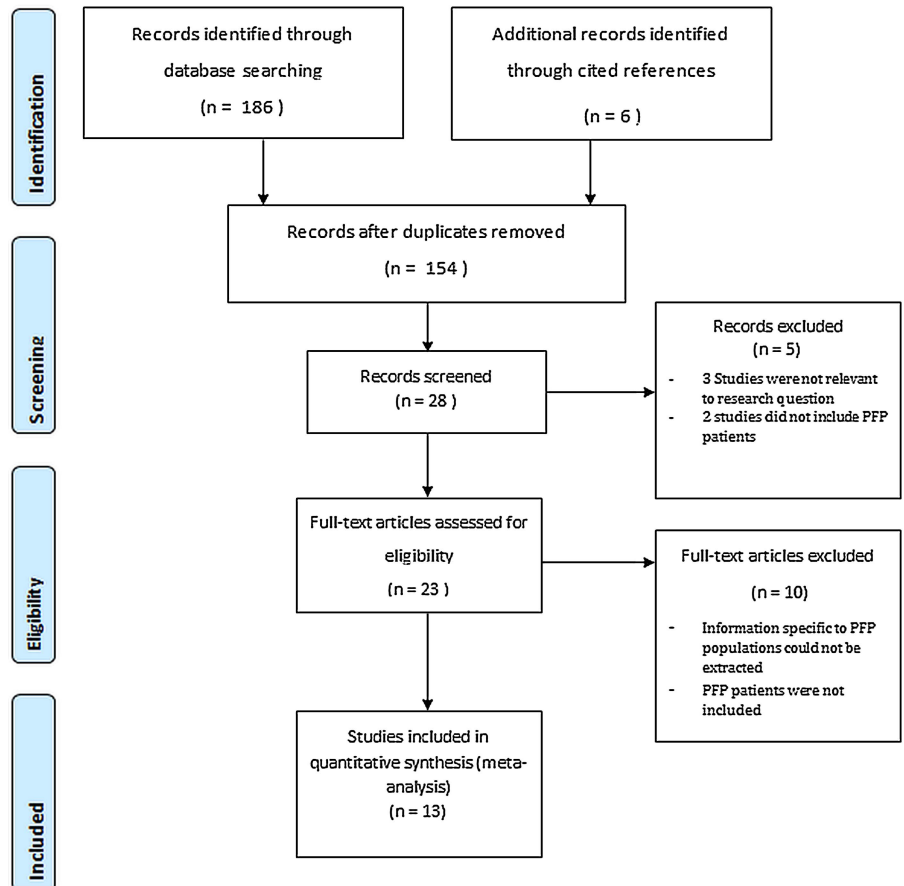 Identification
Records identified through
database searching
(n = 186 )
Additional records identified
through cited references
(n = 6 )
Records after duplicates removed
(n = 154 )
Screening
Records screened
(n = 28 )
Records excluded
(n = 5)
- 3 Studies were not relevant
to research question
- 2 studies did not include PFP
patients
Eligibility
Full-text articles assessed for
eligibility
(n = 23 )
Full-text articles excluded
(n = 10)
- Information specific to PFP
populations could not be
extracted
- PFP patients were not
included
Included
Studies included in
quantitative synthesis (meta-
analysis)
(n = 13)